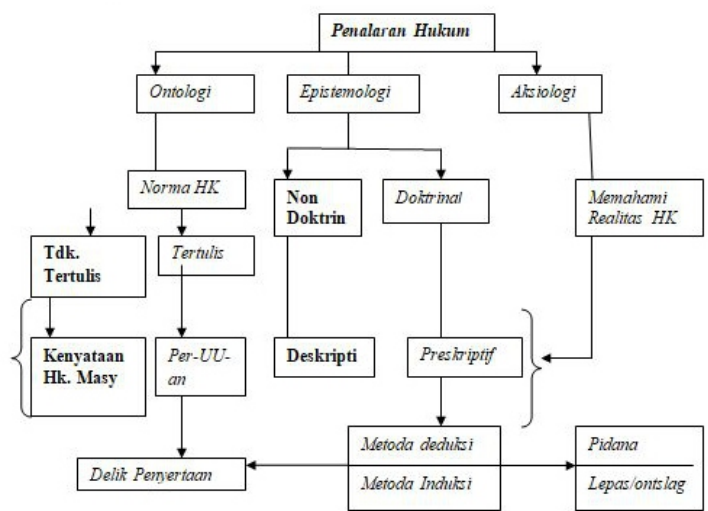 Penalaran Hukum
Ontologi
Epistemologi
Aksiologi
Norma HK
Non
Doktrin
Doktrinal
Memahami
Realitas HK
Tdk.
Tertulis
Tertulis
Kenyataan
Hk. Masy
Per-UU-
an
Deskripti
Preskriptif
Metoda deduksi
Pidana
Delik Penyertaan
Metoda Induksi
Lepas/ontslag